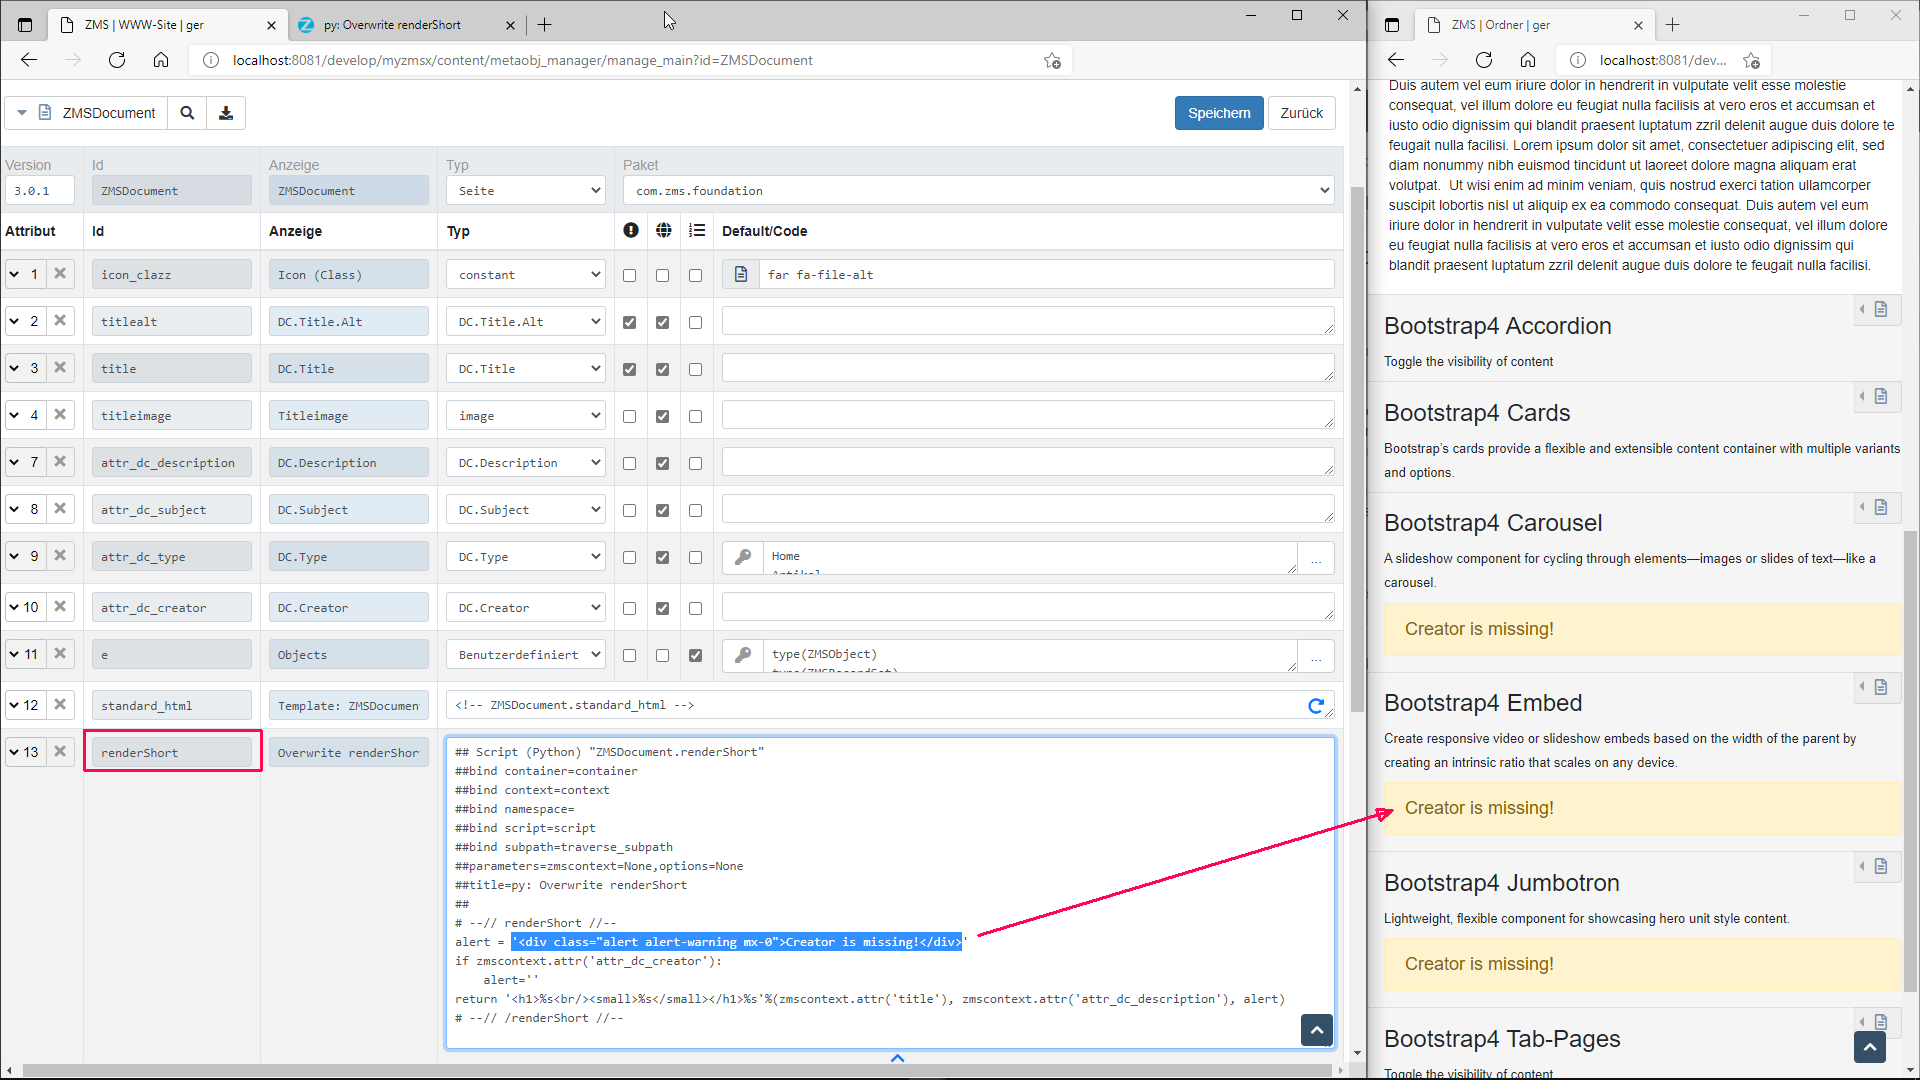 ZMS | WWW-Site | ger
py: Overwrite renderShort
localhost:8081/develop/myzmsx/content/metaobj_manager/manage_main?id=ZMSDocument
ZMSDocument
Speichern
Zurück
Version
Id
Anzeige
Typ
Paket
3.0.1
ZMSDocument
ZMSDocument
Seite
com.zms.foundation
Attribut
Id
Anzeige
Typ
Default/Code
1 icon_clazz Icon (Class) constant far fa-file-alt
2 titlealt DC.Title.Alt DC.Title.Alt
3 title DC.Title DC.Title
4 titleimage Titleimage image
7 attr_dc_description DC.Description DC.Description
8 attr_dc_subject DC.Subject DC.Subject
9 attr_dc_type DC.Type DC.Type Home
Artikel
...
10 attr_dc_creator DC.Creator DC.Creator
11 e Objects Benutzerdefiniert type(ZMSObject)
type(ZMSRecordSet)
...
12 standard_html Template: ZMSDocumen <!-- ZMSDocument.standard_html -->
13 renderShort Overwrite renderShor
## Script (Python) "ZMSDocument.renderShort"
##bind container=container
##bind context=context
##bind namespace=
##bind script=script
##bind subpath=traverse_subpath
##parameters=zmscontext=None,options=None
##title=py: Overwrite renderShort
##
# --// renderShort //--
alert = '<div class="alert alert-warning mx-0">Creator is missing!</div>'
if zmscontext.attr('attr_dc_creator'):
    alert=''
return '<h1>%s<br/><small>%s</small></h1>%s'%(zmscontext.attr('title'), zmscontext.attr('attr_dc_description'), alert)
# --// /renderShort //--
ZMS | Ordner | ger
localhost:8081/dev...
Duis autem vel eum iriure dolor in hendrerit in vulputate velit esse molestie
consequat, vel illum dolore eu feugiat nulla facilisis at vero eros et accumsan et
iusto odio dignissim qui blandit praesent luptatum zzril delenit augue duis dolore te
feugait nulla facilisi. Lorem ipsum dolor sit amet, consectetuer adipiscing elit, sed
diam nonummy nibh euismod tincidunt ut laoreet dolore magna aliquam erat
volutpat.  Ut wisi enim ad minim veniam, quis nostrud exerci tation ullamcorper
suscipit lobortis nisl ut aliquip ex ea commodo consequat. Duis autem vel eum
iriure dolor in hendrerit in vulputate velit esse molestie consequat, vel illum dolore
eu feugiat nulla facilisis at vero eros et accumsan et iusto odio dignissim qui
blandit praesent luptatum zzril delenit augue duis dolore te feugait nulla facilisi.
Bootstrap4 Accordion
Toggle the visibility of content
Bootstrap4 Cards
Bootstrap's cards provide a flexible and extensible content container with multiple variants
and options.
Bootstrap4 Carousel
A slideshow component for cycling through elements—images or slides of text—like a
carousel.
Creator is missing!
Bootstrap4 Embed
Create responsive video or slideshow embeds based on the width of the parent by
creating an intrinsic ratio that scales on any device.
Creator is missing!
Bootstrap4 Jumbotron
Lightweight, flexible component for showcasing hero unit style content.
Creator is missing!
Bootstrap4 Tab-Pages
Toggle the visibility of content